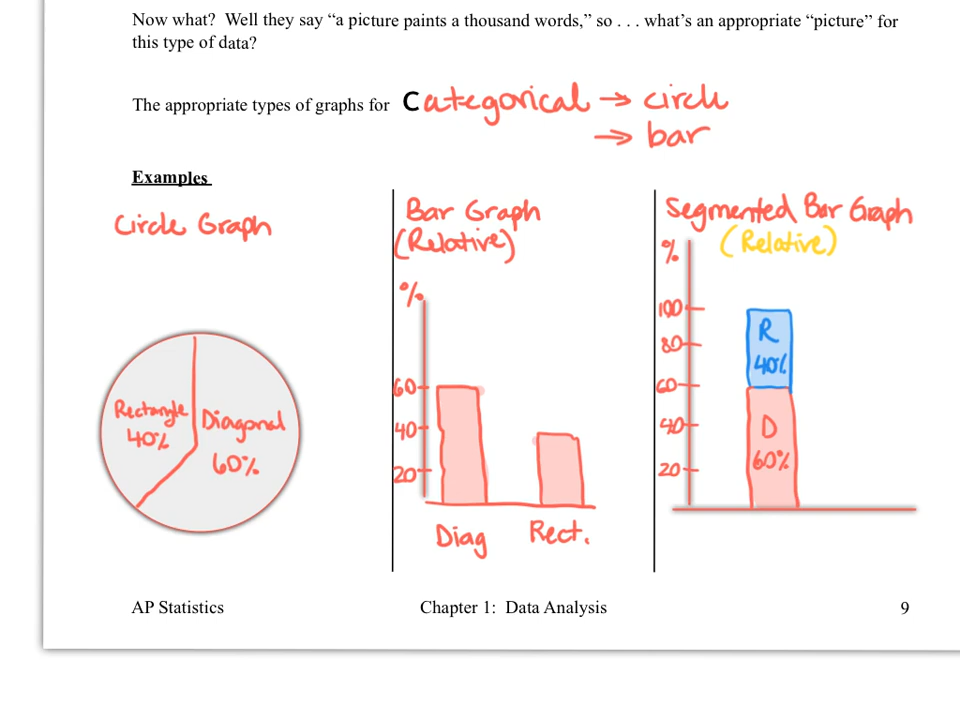 Now what? Well they say “a picture paints a thousand words,” so . . . what’s an appropriate “picture” for
this type of data?
The appropriate types of graphs for Categorical → circle
→ bar
Examples
Circle Graph
Rectangle
40%
Diagonal
60%
Bar Graph
(Relative)
%
60
40
20
Diag Rect.
Segmented Bar Graph
(Relative)
%
100
80
60
40
20
R
40%
D
60%
AP Statistics Chapter 1: Data Analysis 9